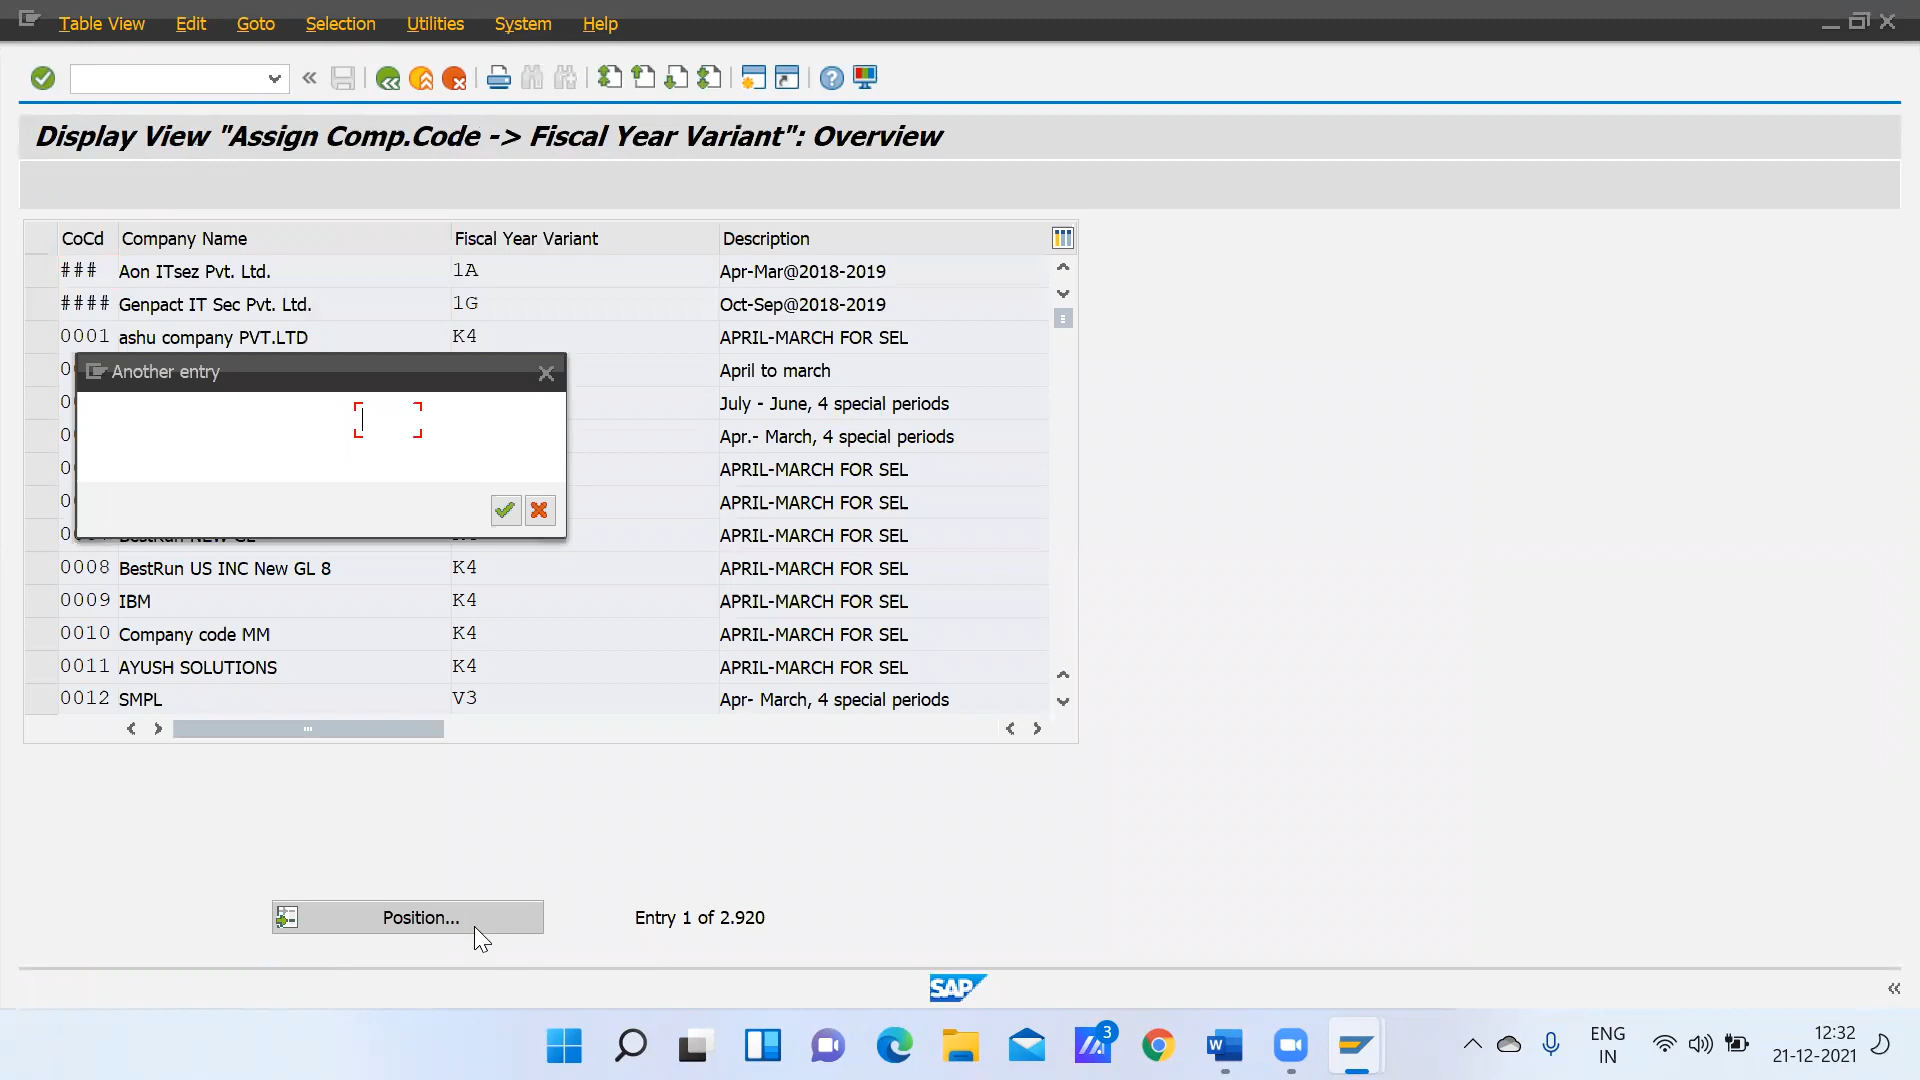 Table View Edit Goto Selection Utilities System Help
Display View "Assign Comp.Code -> Fiscal Year Variant": Overview
CoCd Company Name Fiscal Year Variant Description
### Aon ITsez Pvt. Ltd. 1A Apr-Mar@2018-2019
#### Genpact IT Sec Pvt. Ltd. 1G Oct-Sep@2018-2019
0001 ashu company PVT.LTD K4 APRIL-MARCH FOR SEL
April to march
Another entry
July - June, 4 special periods
Apr.- March, 4 special periods
APRIL-MARCH FOR SEL
APRIL-MARCH FOR SEL
APRIL-MARCH FOR SEL
0008 BestRun US INC New GL 8 K4 APRIL-MARCH FOR SEL
0009 IBM K4 APRIL-MARCH FOR SEL
0010 Company code MM K4 APRIL-MARCH FOR SEL
0011 AYUSH SOLUTIONS K4 APRIL-MARCH FOR SEL
0012 SMPL V3 Apr- March, 4 special periods
Position... Entry 1 of 2.920
SAP
3
ENG
IN
12:32
21-12-2021